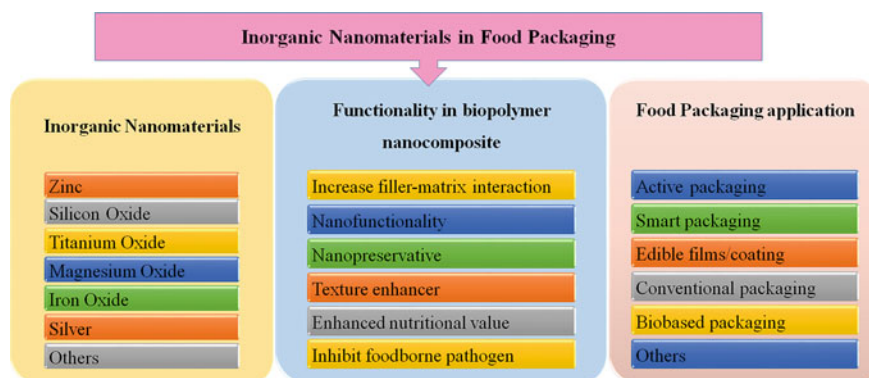 Inorganic Nanomaterials in Food Packaging
Inorganic Nanomaterials
Zinc
Silicon Oxide
Titanium Oxide
Magnesium Oxide
Iron Oxide
Silver
Others
Functionality in biopolymer
nanocomposite
Increase filler-matrix interaction
Nanofunctionality
Nanopreservative
Texture enhancer
Enhanced nutritional value
Inhibit foodborne pathogen
Food Packaging application
Active packaging
Smart packaging
Edible films/coating
Conventional packaging
Biobased packaging
Others